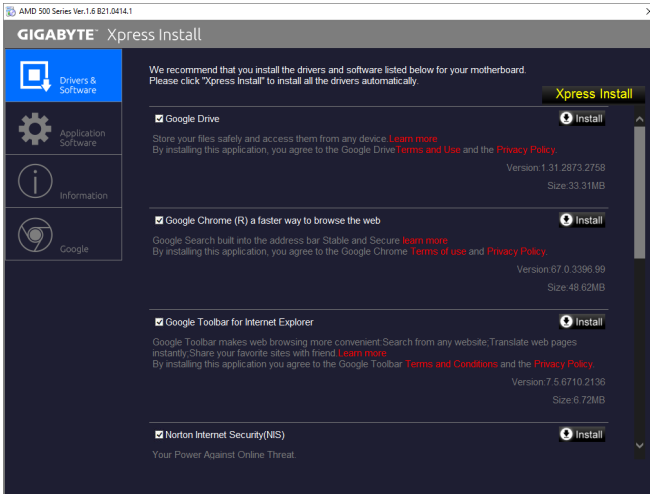 AMD 500 Series Ver.1.6 B21.0414.1
GIGABYTE™ Xpress Install
Drivers &
Software
Application
Software
Information
Google
We recommend that you install the drivers and software listed below for your motherboard.
Please click "Xpress Install" to install all the drivers automatically.
Xpress Install
Google Drive
Install
Store your files safely and access them from any device.Learn more
By installing this application, you agree to the Google DriveTerms and Use and the Privacy Policy.
Version:1.31.2873.2758
Size:33.31MB
Google Chrome (R) a faster way to browse the web
Install
Google Search built into the address bar Stable and Secure learn more
By installing this application, you agree to the Google Chrome Terms of use and Privacy Policy.
Version:67.0.3396.99
Size:48.62MB
Google Toolbar for Internet Explorer
Install
Google Toolbar makes web browsing more convenient:Search from any website;Translate web pages
instantly;Share your favorite sites with friend.Learn more
By installing this application you agree to the Google Toolbar Terms and Conditions and the Privacy Policy.
Version:7.5.6710.2136
Size:6.72MB
Norton Internet Security(NIS)
Install
Your Power Against Online Threat.